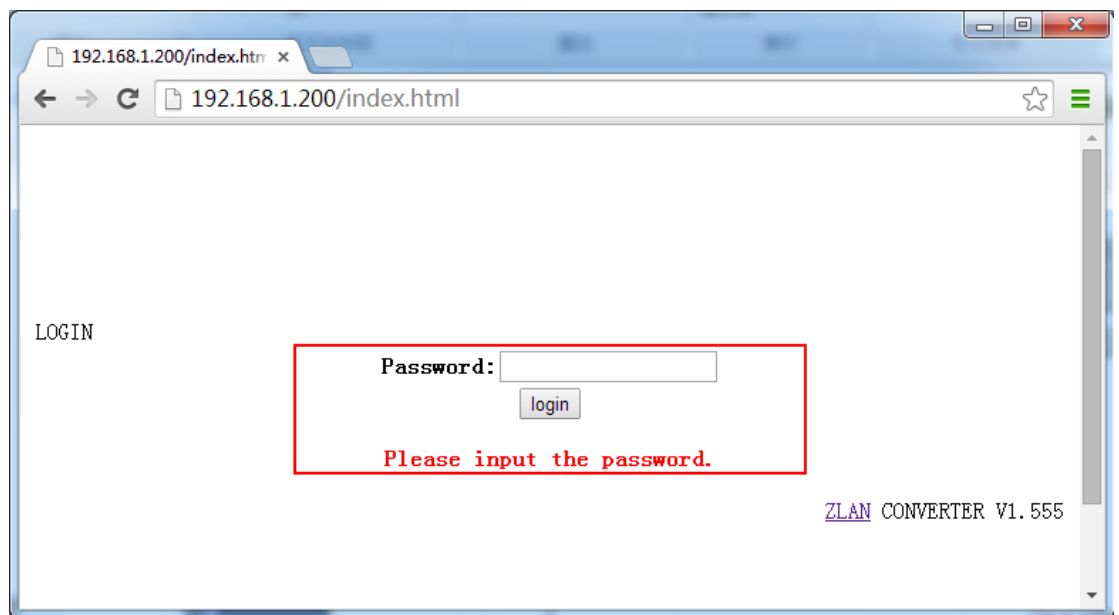 192.168.1.200/index.htm
192.168.1.200/index.html
LOGIN
Password:
login
Please input the password.
ZLAN CONVERTER V1.555